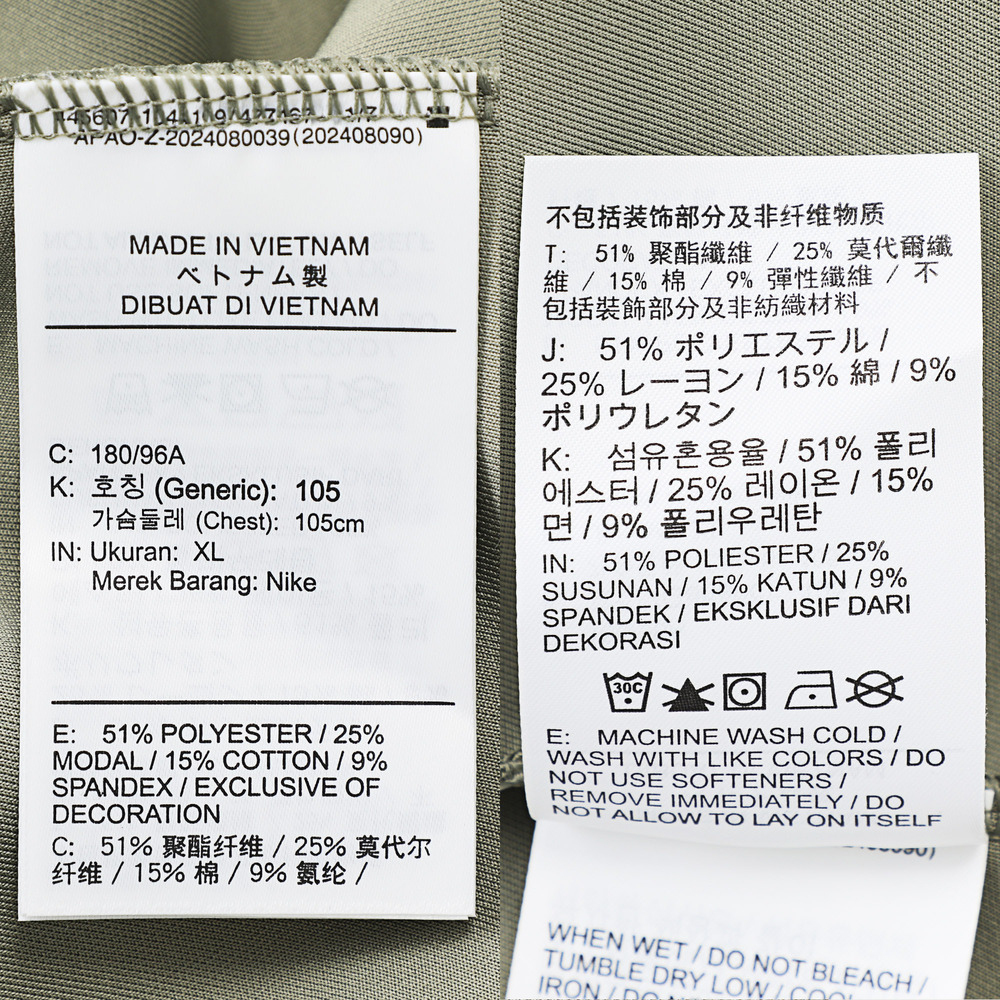 APAO-Z-2024080039(202408090)
MADE IN VIETNAM
ベトナム製
DIBUAT DI VIETNAM
C: 180/96A
K: 호칭 (Generic): 105
가슴둘레 (Chest): 105cm
IN: Ukuran: XL
Merek Barang: Nike
E: 51% POLYESTER / 25%
MODAL / 15% COTTON / 9%
SPANDEX / EXCLUSIVE OF
DECORATION
C: 51% 聚酯纤维 / 25% 莫代尔
纤维 / 15% 棉 / 9% 氨纶 /
不包括装饰部分及非纤维物质
T: 51% 聚酯纖維 / 25% 莫代爾纖
維 / 15% 棉 / 9% 彈性纖維 / 不
包括裝飾部分及非紡織材料
J: 51% ポリエステル /
25% レーヨン / 15% 綿 / 9%
ポリウレタン
K: 섬유혼용율 / 51% 폴리
에스터 / 25% 레이온 / 15%
면 / 9% 폴리우레탄
IN: 51% POLIESTER / 25%
SUSUNAN / 15% KATUN / 9%
SPANDEK / EKSKLUSIF DARI
DEKORASI
30C
E: MACHINE WASH COLD /
WASH WITH LIKE COLORS / DO
NOT USE SOFTENERS /
REMOVE IMMEDIATELY / DO
NOT ALLOW TO LAY ON ITSELF
WHEN WET / DO NOT BLEACH /
TUMBLE DRY LOW / COOL
IRON / DO